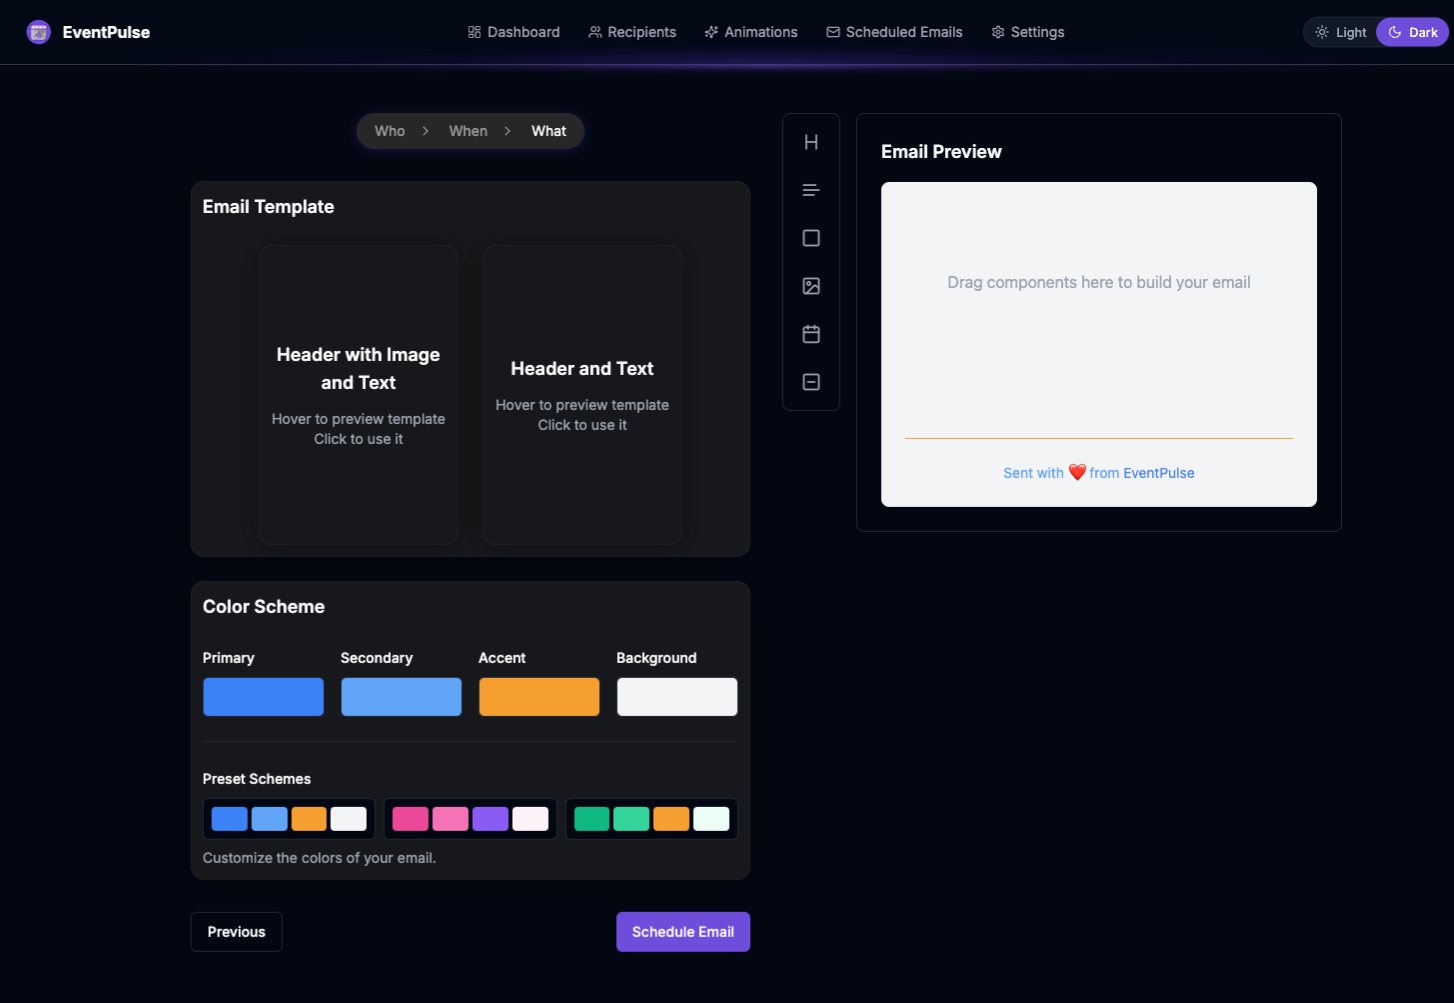 EventPulse
Dashboard
Recipients
Animations
Scheduled Emails
Settings
Light
Dark
Who
When
What
Email Template
Header with Image
and Text
Hover to preview template
Click to use it
Header and Text
Hover to preview template
Click to use it
Color Scheme
Primary
Secondary
Accent
Background
Preset Schemes
Customize the colors of your email.
Previous
Schedule Email
H
Email Preview
Drag components here to build your email
Sent with ❤️ from EventPulse